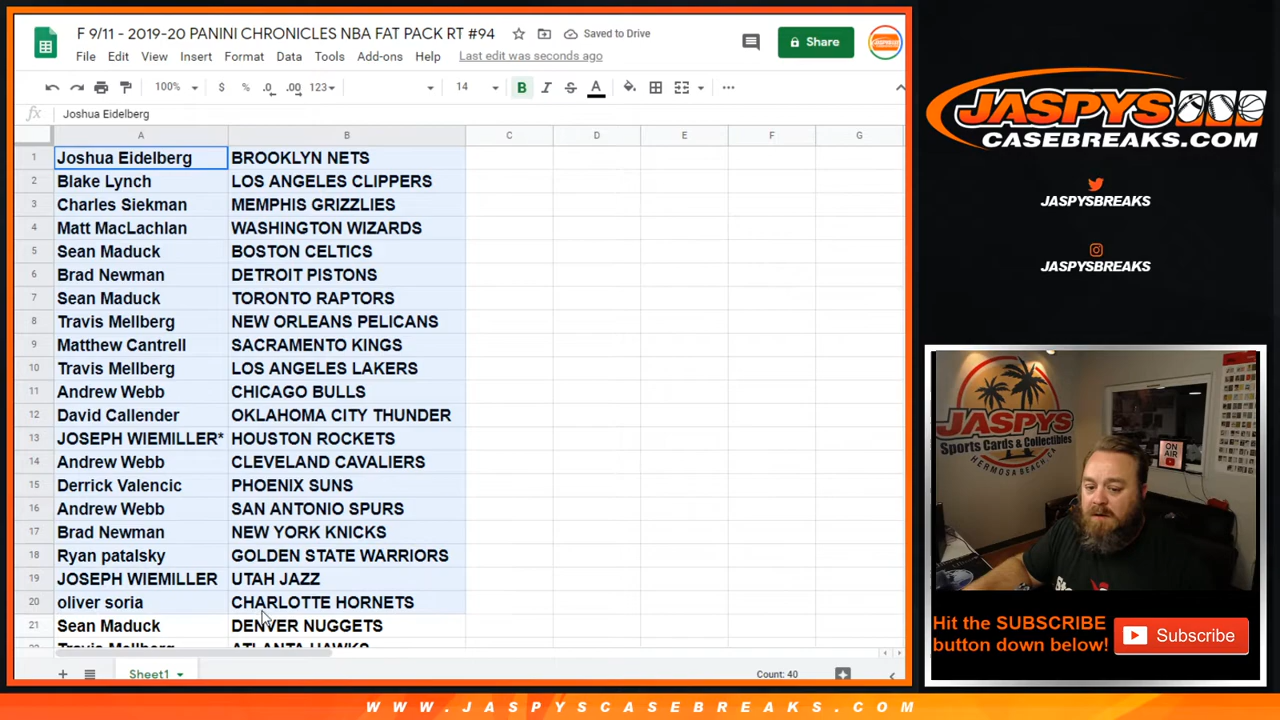 F 9/11 - 2019-20 PANINI CHRONICLES NBA FAT PACK RT #94
Saved to Drive
Share
File Edit View Insert Format Data Tools Add-ons Help Last edit was seconds ago
100% $ % .0 .00 123 14 B I S A
fx Joshua Eidelberg
A B C D E F G
1 Joshua Eidelberg BROOKLYN NETS
2 Blake Lynch LOS ANGELES CLIPPERS
3 Charles Siekman MEMPHIS GRIZZLIES
4 Matt MacLachlan WASHINGTON WIZARDS
5 Sean Maduck BOSTON CELTICS
6 Brad Newman DETROIT PISTONS
7 Sean Maduck TORONTO RAPTORS
8 Travis Mellberg NEW ORLEANS PELICANS
9 Matthew Cantrell SACRAMENTO KINGS
10 Travis Mellberg LOS ANGELES LAKERS
11 Andrew Webb CHICAGO BULLS
12 David Callender OKLAHOMA CITY THUNDER
13 JOSEPH WIEMILLER* HOUSTON ROCKETS
14 Andrew Webb CLEVELAND CAVALIERS
15 Derrick Valencic PHOENIX SUNS
16 Andrew Webb SAN ANTONIO SPURS
17 Brad Newman NEW YORK KNICKS
18 Ryan patalsky GOLDEN STATE WARRIORS
19 JOSEPH WIEMILLER UTAH JAZZ
20 oliver soria CHARLOTTE HORNETS
21 Sean Maduck DENVER NUGGETS
22 Travis Mellberg ATLANTA HAWKS
Sheet1
Count: 40
JASPYS
CASEBREAKS.COM
JASPYSBREAKS
JASPYSBREAKS
JASPYS
Sports Cards & Collectibles
HERMOSA BEACH, CA
ON AIR
Hit the SUBSCRIBE
button down below!
Subscribe
WWW.JASPYSCASEBREAKS.COM